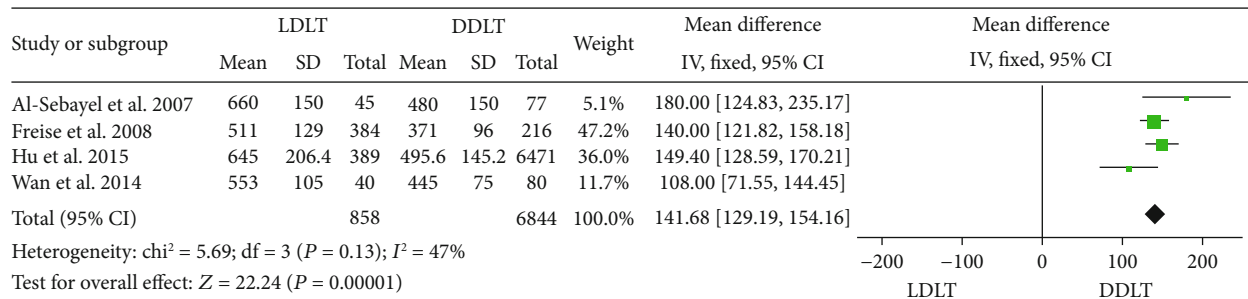 Study or subgroup LDLT DDLT Weight Mean difference Mean difference
Mean SD Total Mean SD Total IV, fixed, 95% CI IV, fixed, 95% CI
Al-Sebayel et al. 2007 660 150 45 480 150 77 5.1% 180.00 [124.83, 235.17]
Freise et al. 2008 511 129 384 371 96 216 47.2% 140.00 [121.82, 158.18]
Hu et al. 2015 645 206.4 389 495.6 145.2 6471 36.0% 149.40 [128.59, 170.21]
Wan et al. 2014 553 105 40 445 75 80 11.7% 108.00 [71.55, 144.45]
Total (95% CI) 858 6844 100.0% 141.68 [129.19, 154.16]
Heterogeneity: chi² = 5.69; df = 3 (P = 0.13); I² = 47%
Test for overall effect: Z = 22.24 (P = 0.00001)
−200 −100 0 100 200
LDLT DDLT